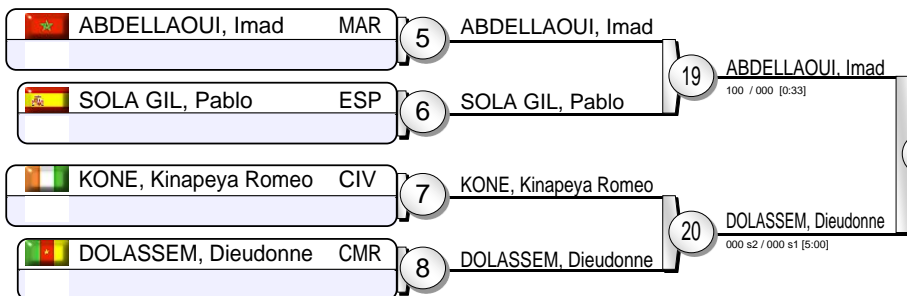 ABDELLAOUI, Imad MAR
5
ABDELLAOUI, Imad
SOLA GIL, Pablo ESP
6
SOLA GIL, Pablo
19
ABDELLAOUI, Imad
100 / 000 [0:33]
KONE, Kinapeya Romeo CIV
7
KONE, Kinapeya Romeo
DOLASSEM, Dieudonne CMR
8
DOLASSEM, Dieudonne
20
DOLASSEM, Dieudonne
000 s2 / 000 s1 [5:00]